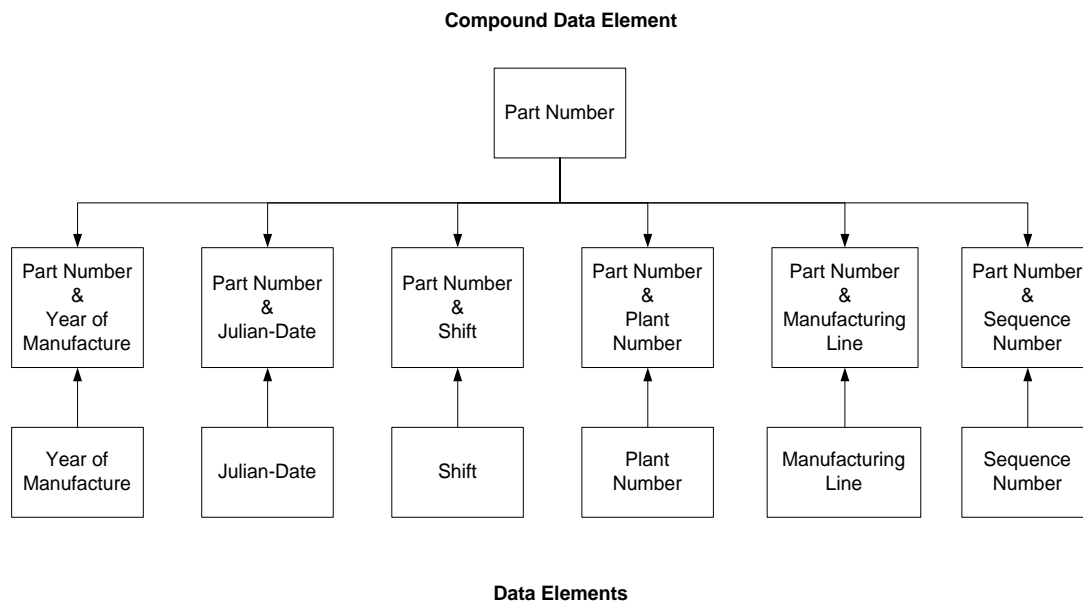 Compound Data Element
Part Number
Part Number
&
Year of
Manufacture
Part Number
&
Julian-Date
Part Number
&
Shift
Part Number
&
Plant
Number
Part Number
&
Manufacturing
Line
Part Number
&
Sequence
Number
Year of
Manufacture
Julian-Date
Shift
Plant
Number
Manufacturing
Line
Sequence
Number
Data Elements